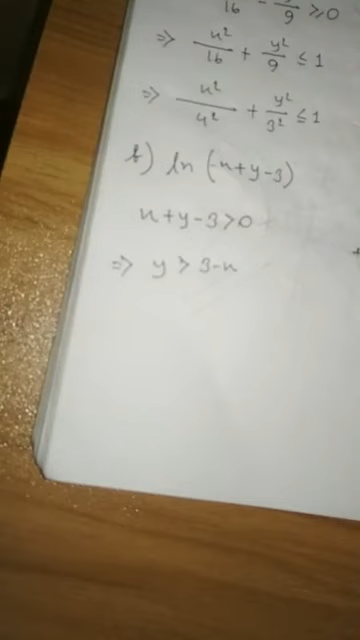 16 - 9 ≥ 0
⇒ x²/16 + y²/9 ≤ 1
⇒ x²/4² + y²/3² ≤ 1
b) ln (x+y-3)
x+y-3>0
⇒ y > 3-x